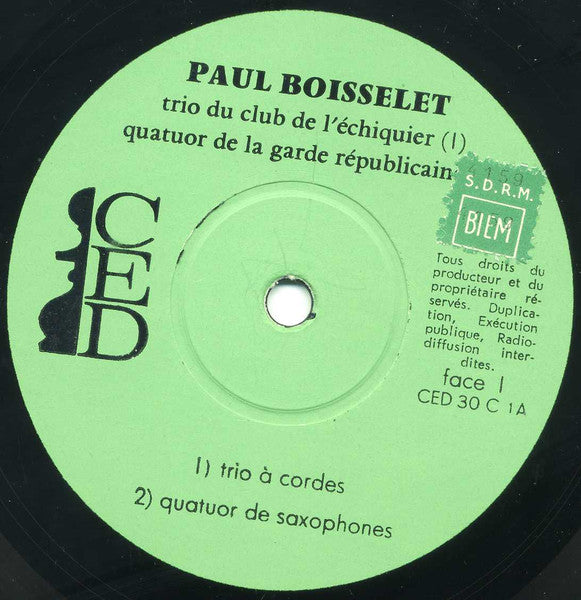 PAUL BOISSELET
trio du club de l'échiquier (1)
quatuor de la garde républicain
159
S.D.R.M.
BIEM
CED
Tous droits du
producteur et du
propriétaire ré-
servés. Duplica-
tion, Exécution
publique, Radio-
diffusion inter-
dites.
face 1
CED 30 C 1A
1) trio à cordes
2) quatuor de saxophones